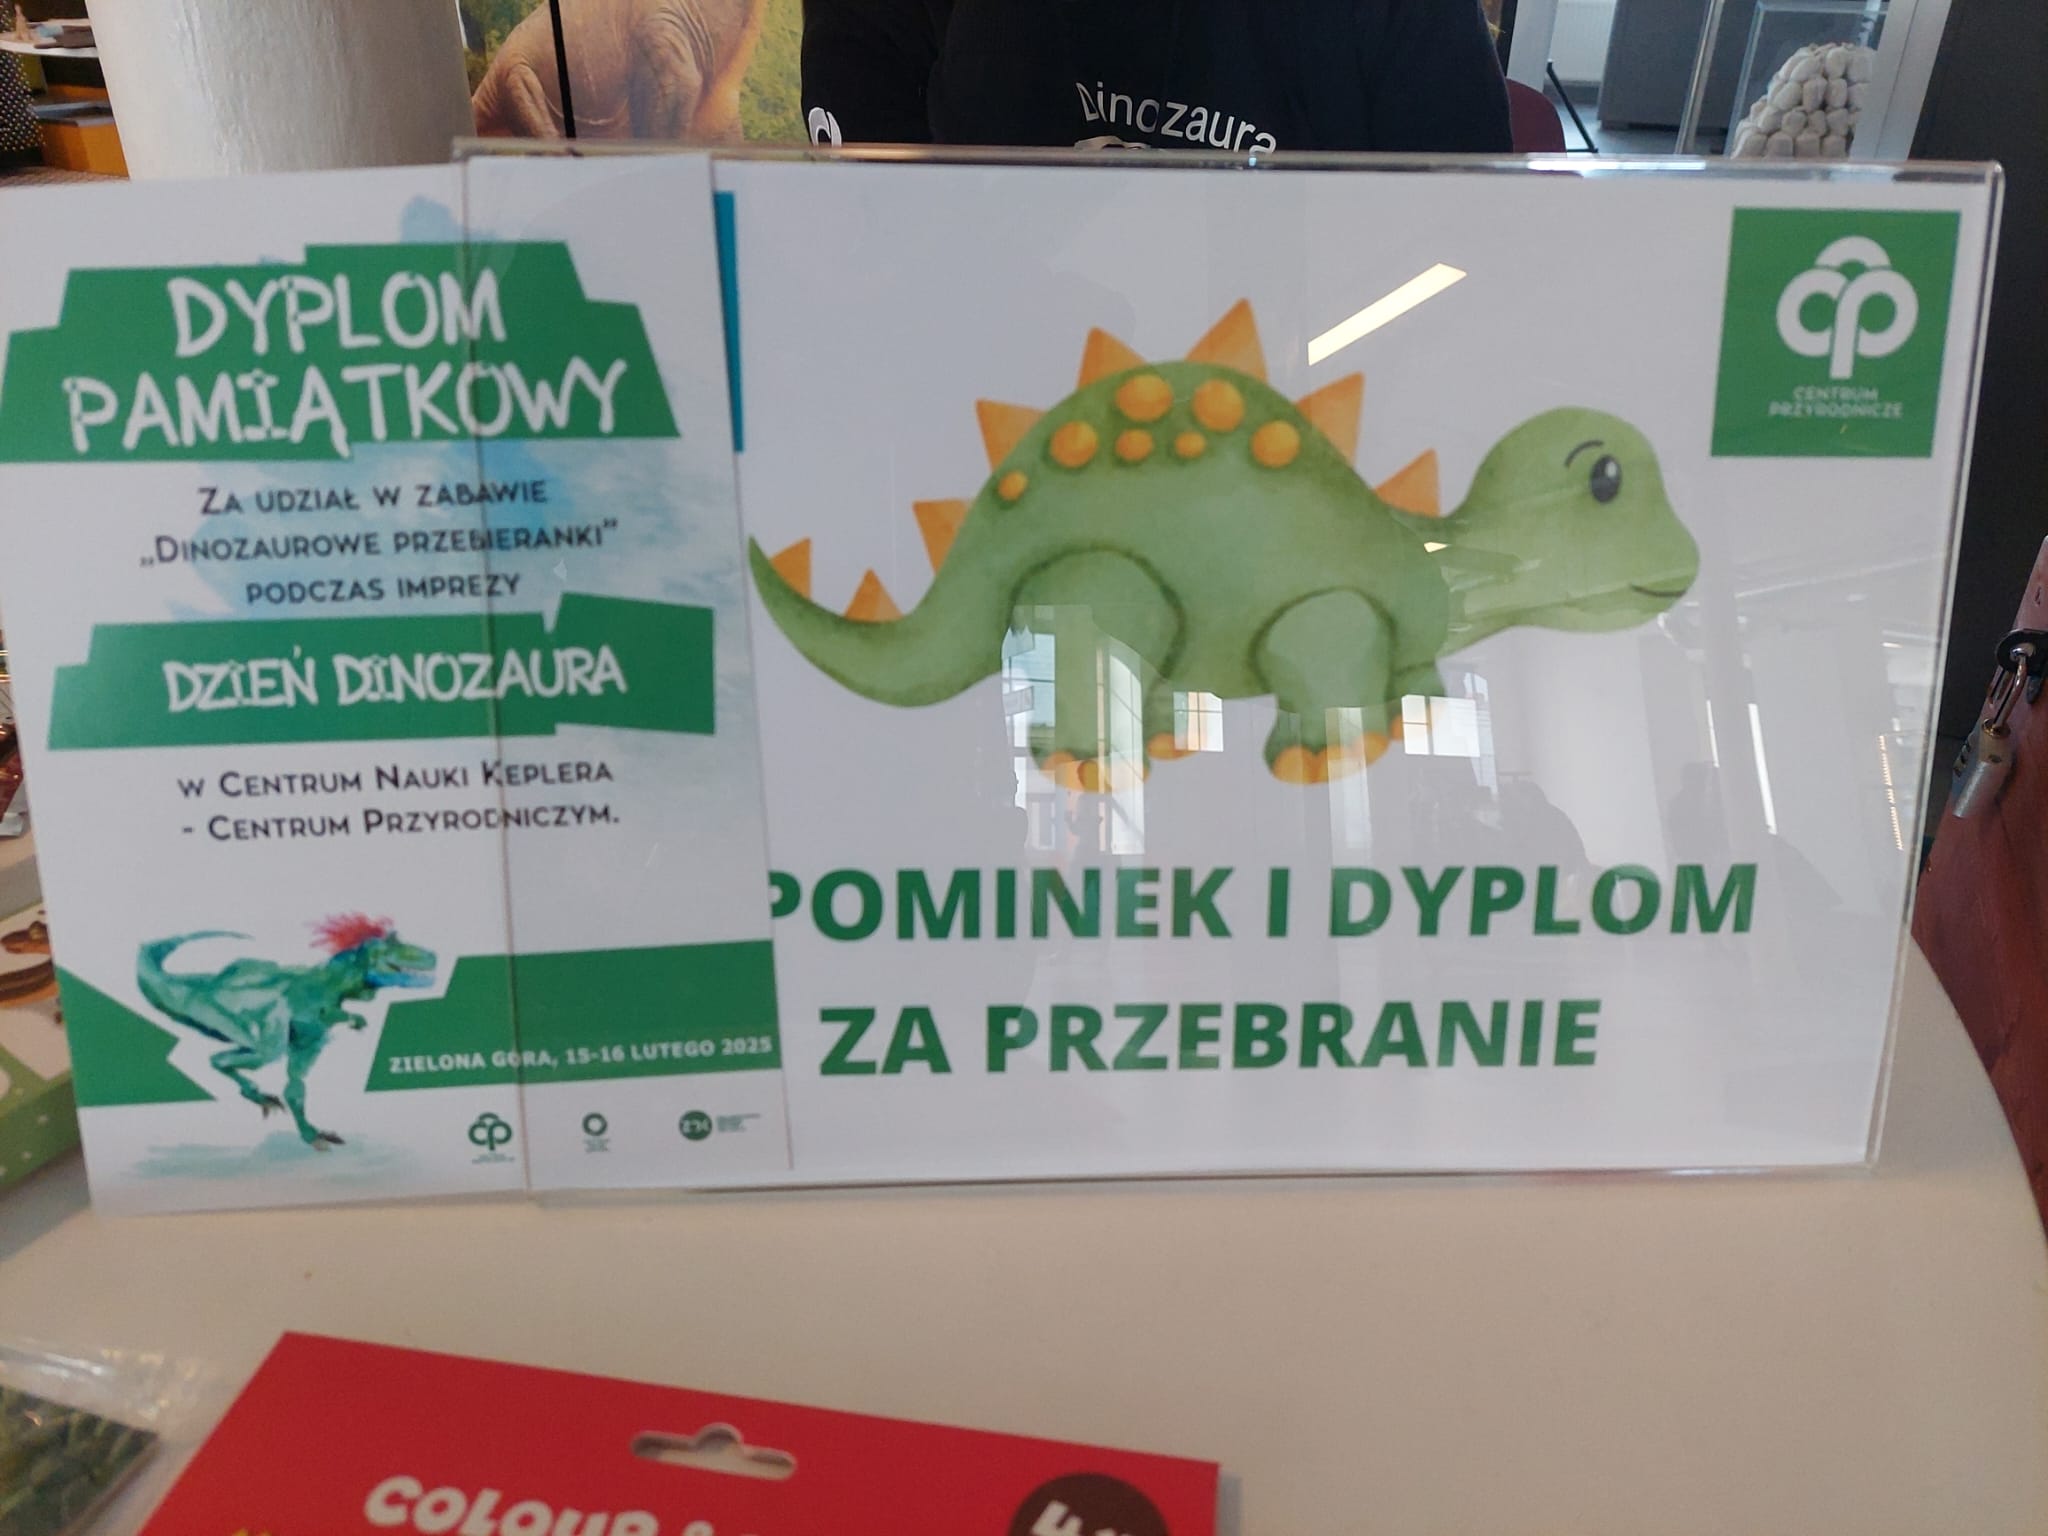 Dinozaura
DYPLOM
PAMIĄTKOWY
ZA UDZIAŁ W ZABAWIE
„DINOZAUROWE PRZEBIERANKI”
PODCZAS IMPREZY
DZIEŃ DINOZAURA
W CENTRUM NAUKI KEPLERA
- CENTRUM PRZYRODNICZYM.
ZIELONA GÓRA, 15-16 LUTEGO 2025
CENTRUM
PRZYRODNICZE
POMINEK I DYPLOM
ZA PRZEBRANIE
COLOUR &